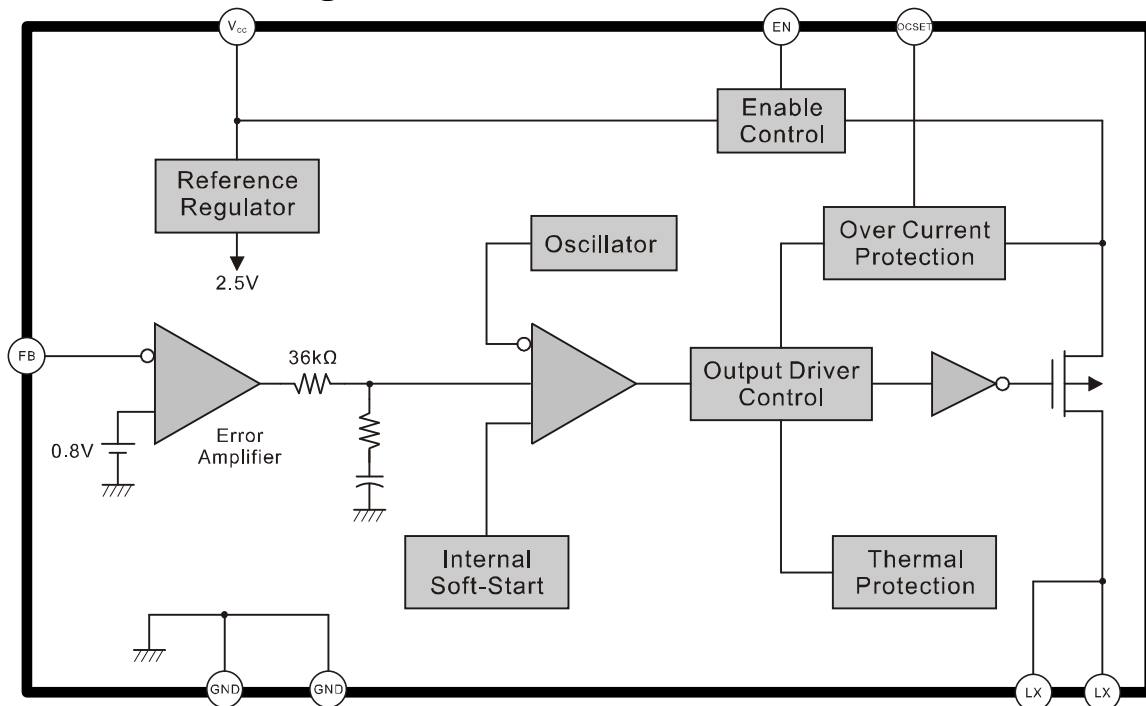 Vcc
EN
OCSET
Enable
Control
Reference
Regulator
2.5V
Oscillator
Over Current
Protection
FB
0.8V
Error
Amplifier
36kΩ
Output Driver
Control
Internal
Soft-Start
Thermal
Protection
GND
GND
LX
LX